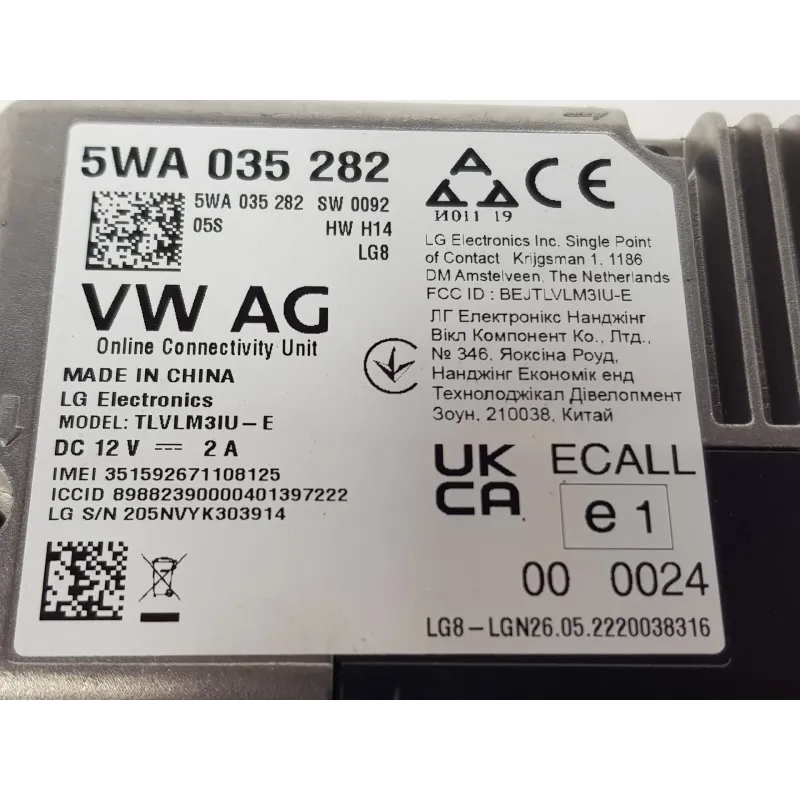 5WA 035 282
5WA 035 282 SW 0092
05S HW H14
LG8
VW AG
Online Connectivity Unit
MADE IN CHINA
LG Electronics
MODEL: TLVLM3IU-E
DC 12 V 2 A
IMEI 351592671108125
ICCID 89882390000401397222
LG S/N 205NVYK303914
A
И011 19
CE
LG Electronics Inc. Single Point
of Contact Krijgsman 1, 1186
DM Amstelveen, The Netherlands
FCC ID : BEJTLVLM3IU-E
ЛГ Електронікс Нанджінг
Вікл Компонент Ко., Лтд.,
№ 346, Яоксіна Роуд,
Нанджінг Економік енд
Технолоджікал Дівелопмент
Зоун, 210038, Китай
UK
CA
ECALL
e1
00 0024
LG8-LGN26.05.2220038316